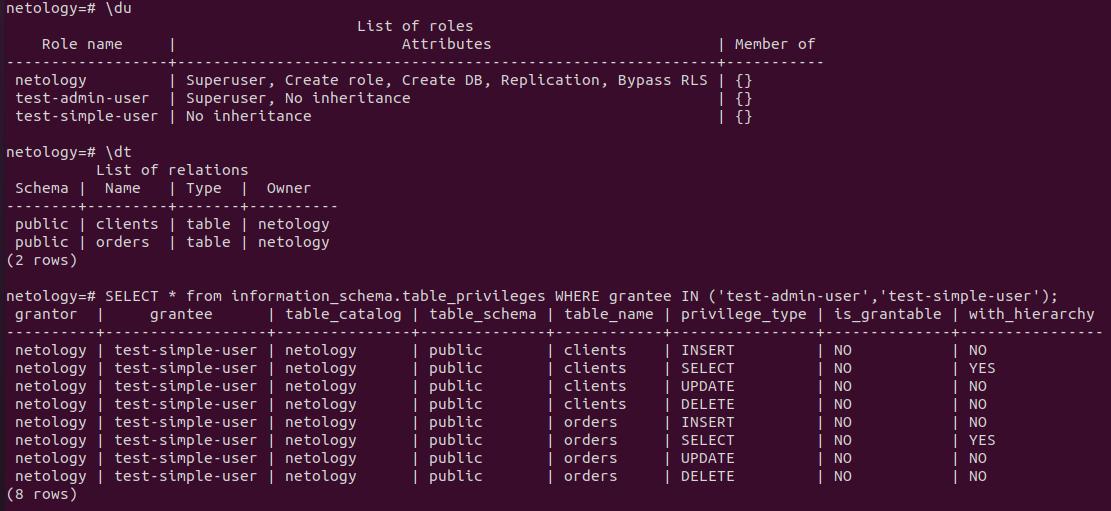 netology=# \du
                                       List of roles
    Role name     |                         Attributes                         | Member of
------------------+------------------------------------------------------------+-----------
 netology         | Superuser, Create role, Create DB, Replication, Bypass RLS | {}
 test-admin-user  | Superuser, No inheritance                                  | {}
 test-simple-user | No inheritance                                             | {}

netology=# \dt
          List of relations
 Schema |  Name   | Type  |  Owner
--------+---------+-------+----------
 public | clients | table | netology
 public | orders  | table | netology
(2 rows)

netology=# SELECT * from information_schema.table_privileges WHERE grantee IN ('test-admin-user','test-simple-user');
 grantor  |     grantee      | table_catalog | table_schema | table_name | privilege_type | is_grantable | with_hierarchy
----------+------------------+---------------+--------------+------------+----------------+--------------+----------------
 netology | test-simple-user | netology      | public       | clients    | INSERT         | NO           | NO
 netology | test-simple-user | netology      | public       | clients    | SELECT         | NO           | YES
 netology | test-simple-user | netology      | public       | clients    | UPDATE         | NO           | NO
 netology | test-simple-user | netology      | public       | clients    | DELETE         | NO           | NO
 netology | test-simple-user | netology      | public       | orders     | INSERT         | NO           | NO
 netology | test-simple-user | netology      | public       | orders     | SELECT         | NO           | YES
 netology | test-simple-user | netology      | public       | orders     | UPDATE         | NO           | NO
 netology | test-simple-user | netology      | public       | orders     | DELETE         | NO           | NO
(8 rows)